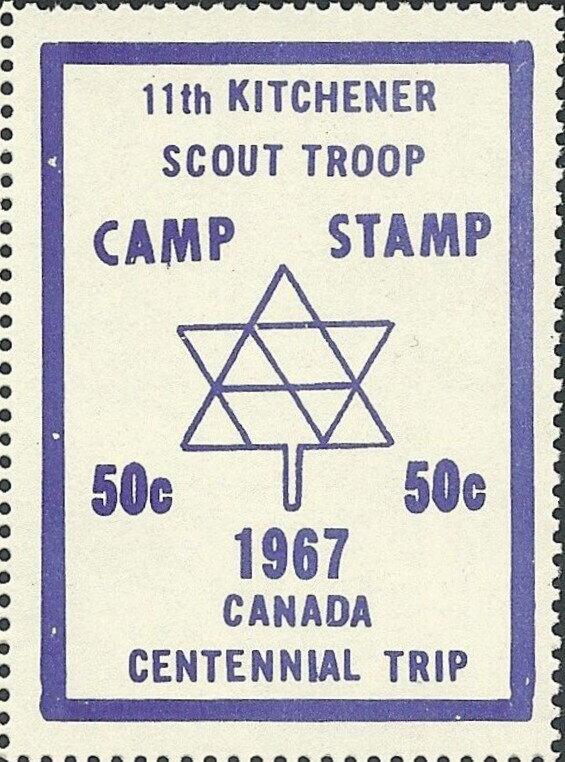 11th KITCHENER
SCOUT TROOP
CAMP STAMP
50c 50c
1967
CANADA
CENTENNIAL TRIP